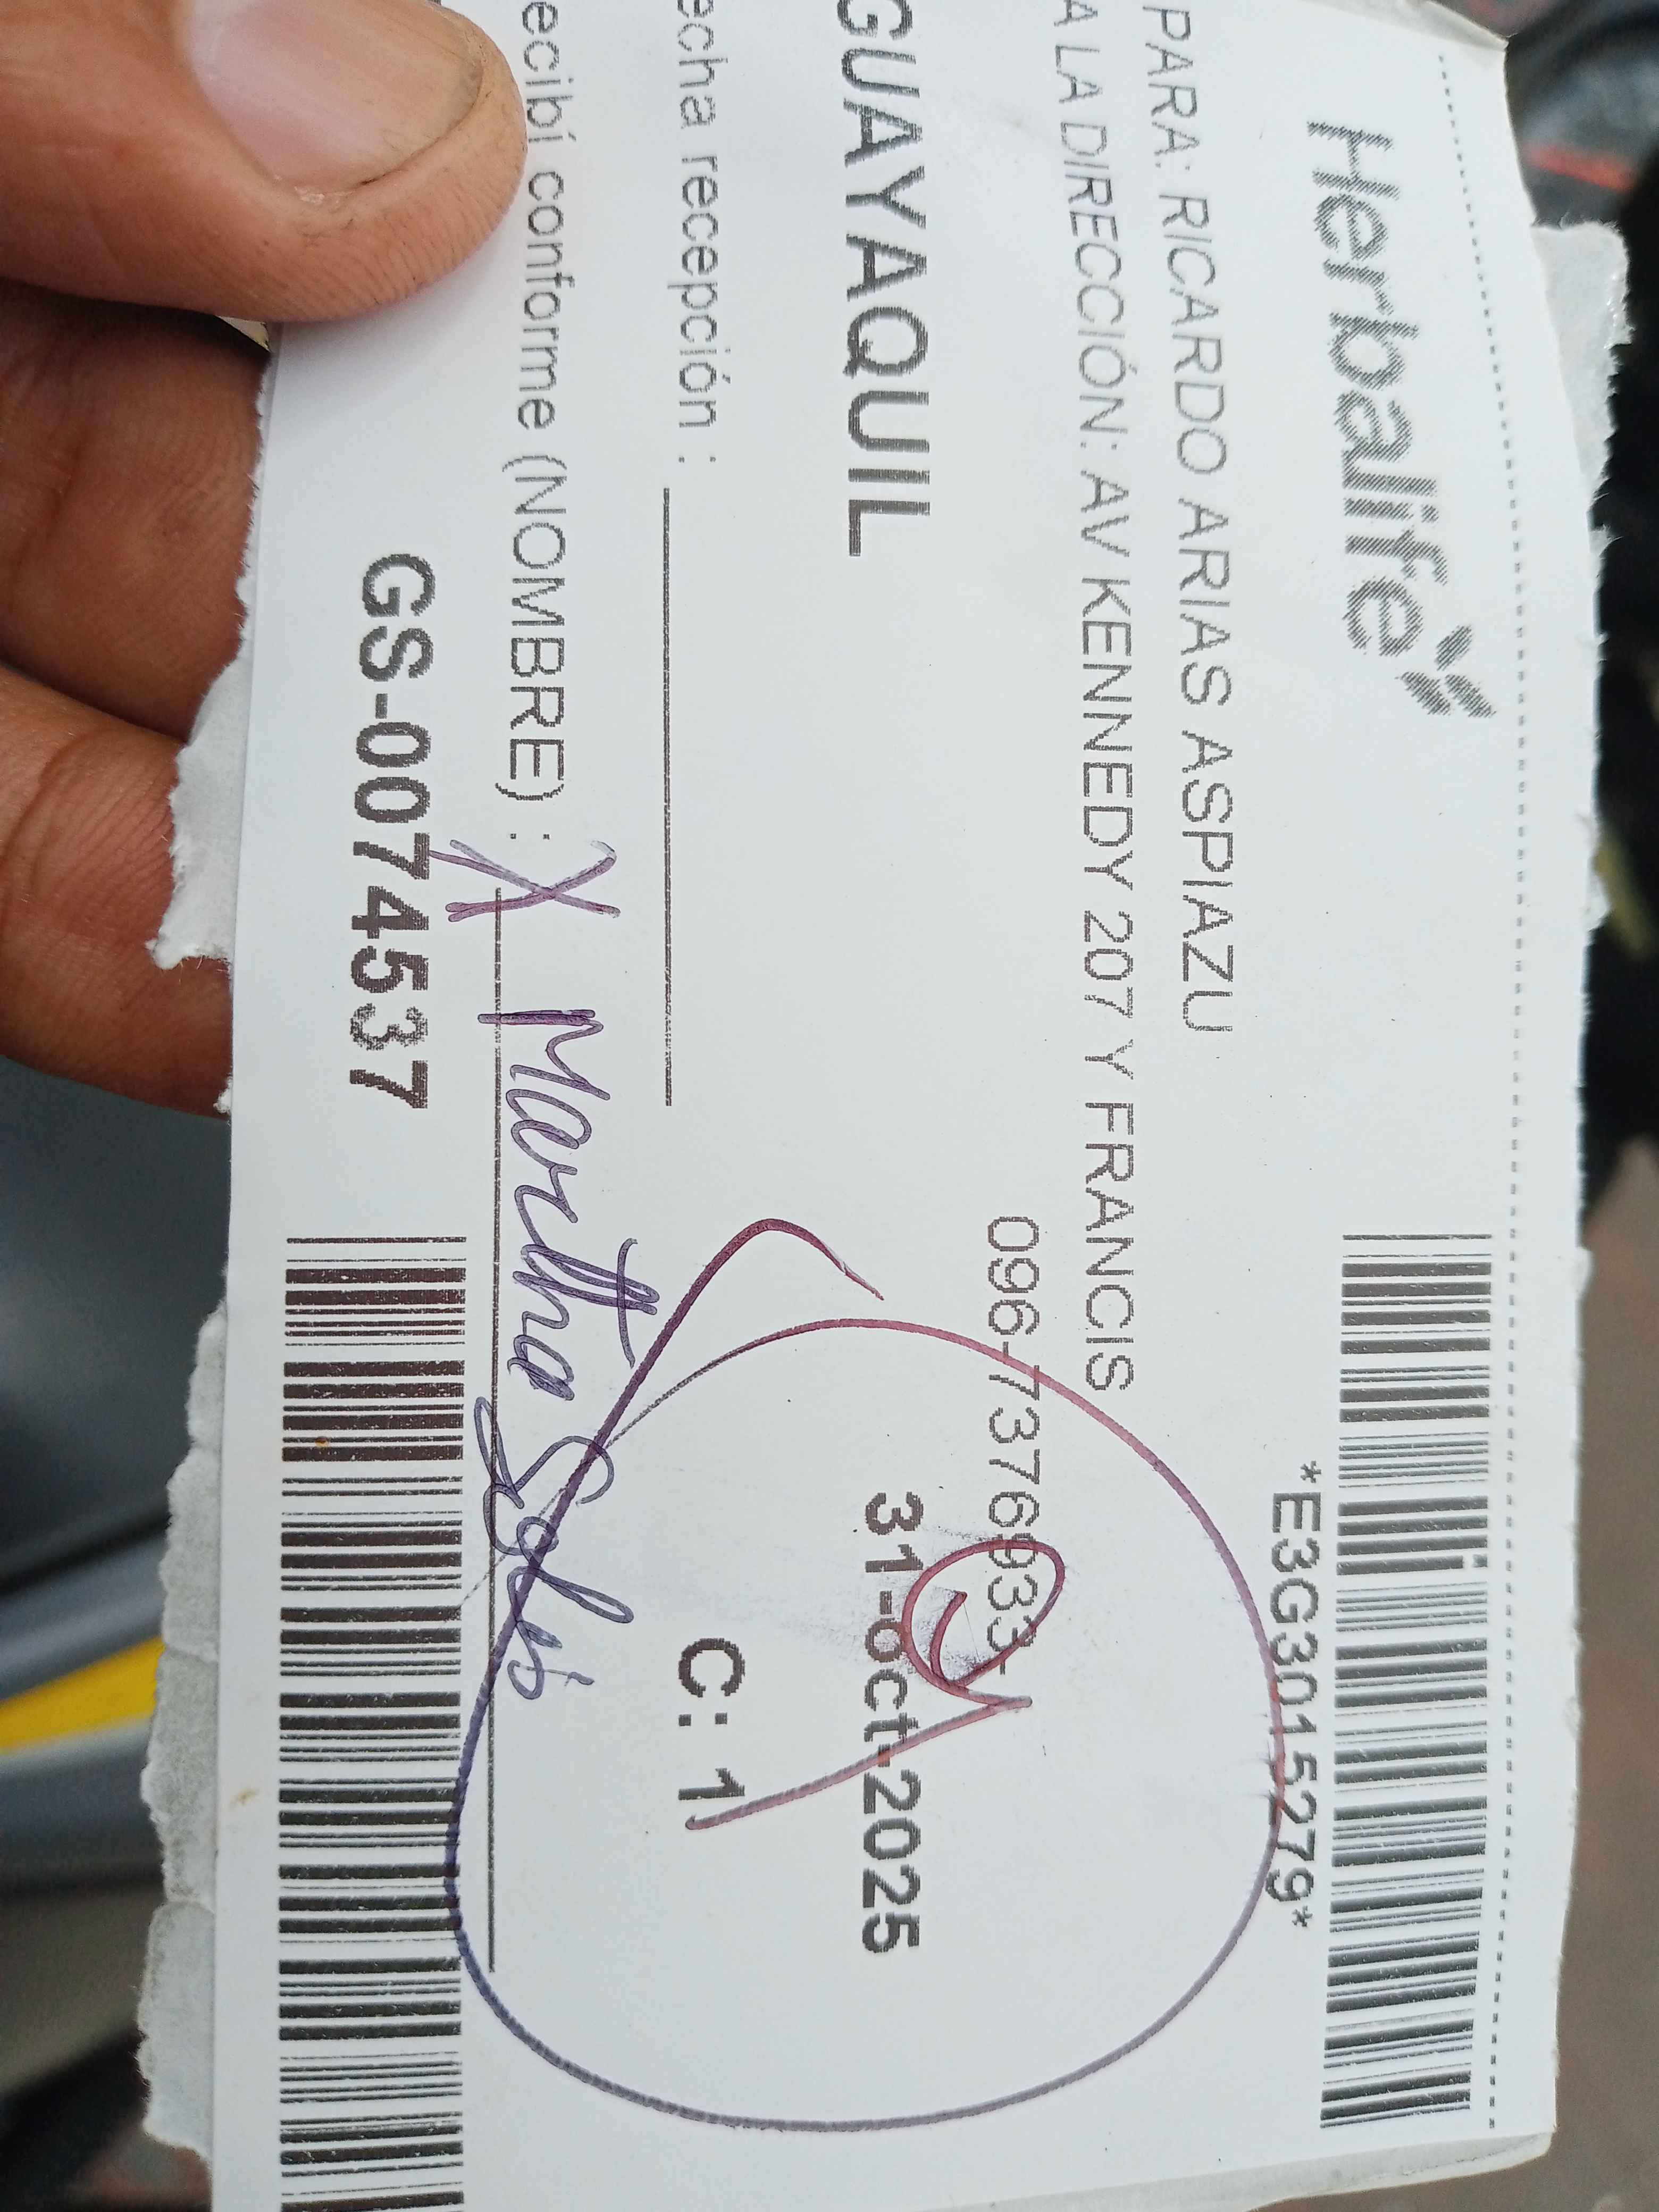 Herbalife
*E3G3015279*
PARA: RICARDO ARIAS ASPIAZU
A LA DIRECCIÓN: AV KENNEDY 207 Y FRANCIS
096-7376933-
GUAYAQUIL
31-oct-2025
echa recepción :
C: 1
ecibí conforme (NOMBRE) : X Martha Solis
GS-0074537